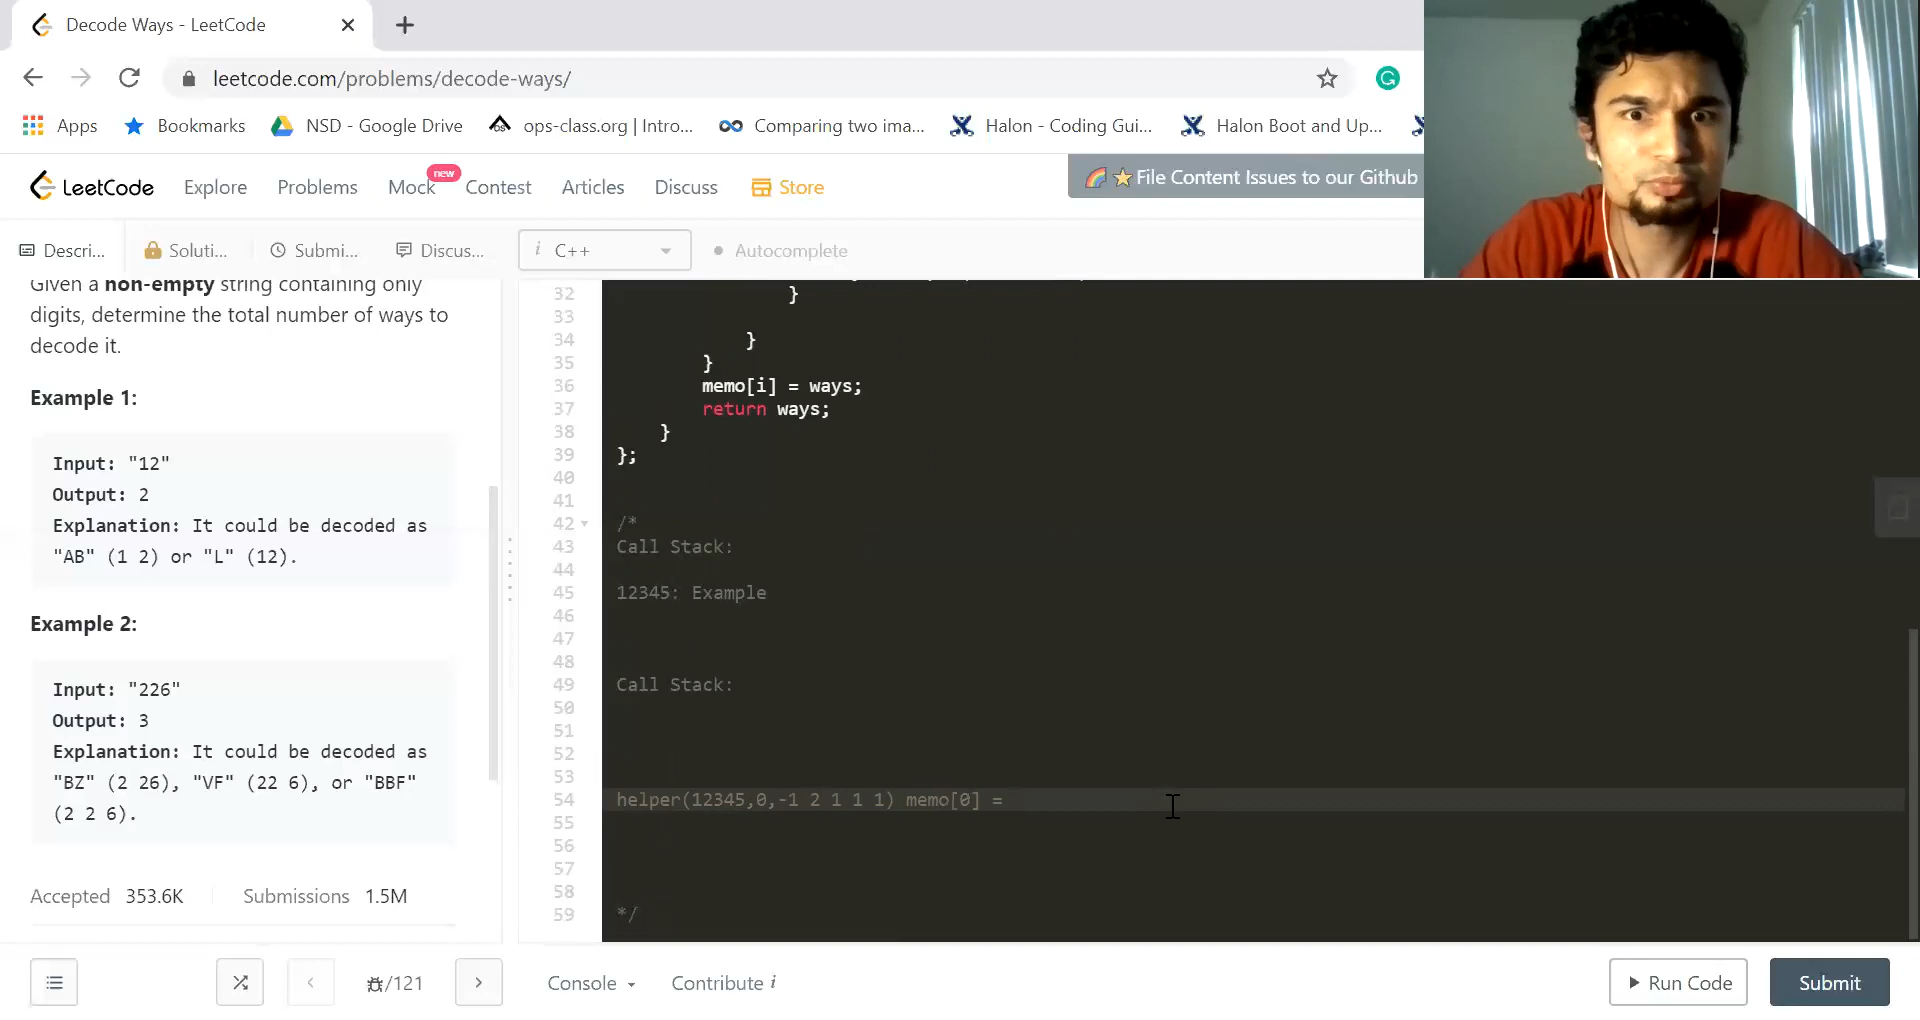 Decode Ways - LeetCode
leetcode.com/problems/decode-ways/
Apps Bookmarks NSD - Google Drive ops-class.org | Intro... Comparing two ima... Halon - Coding Gui... Halon Boot and Up...
LeetCode Explore Problems Mock new Contest Articles Discuss Store
File Content Issues to our Github
Descri... Soluti... Submi... Discus... i C++ Autocomplete
Given a non-empty string containing only
digits, determine the total number of ways to
decode it.
Example 1:
Input: "12"
Output: 2
Explanation: It could be decoded as
"AB" (1 2) or "L" (12).
Example 2:
Input: "226"
Output: 3
Explanation: It could be decoded as
"BZ" (2 26), "VF" (22 6), or "BBF"
(2 2 6).
Accepted 353.6K Submissions 1.5M
32 }
33
34 }
35 }
36 memo[i] = ways;
37 return ways;
38 }
39 };
40
41
42 /*
43 Call Stack:
44
45 12345: Example
46
47
48
49 Call Stack:
50
51
52
53
54 helper(12345,0,-1 2 1 1 1) memo[0] =
55
56
57
58
59 */
/121 Console Contribute i Run Code Submit